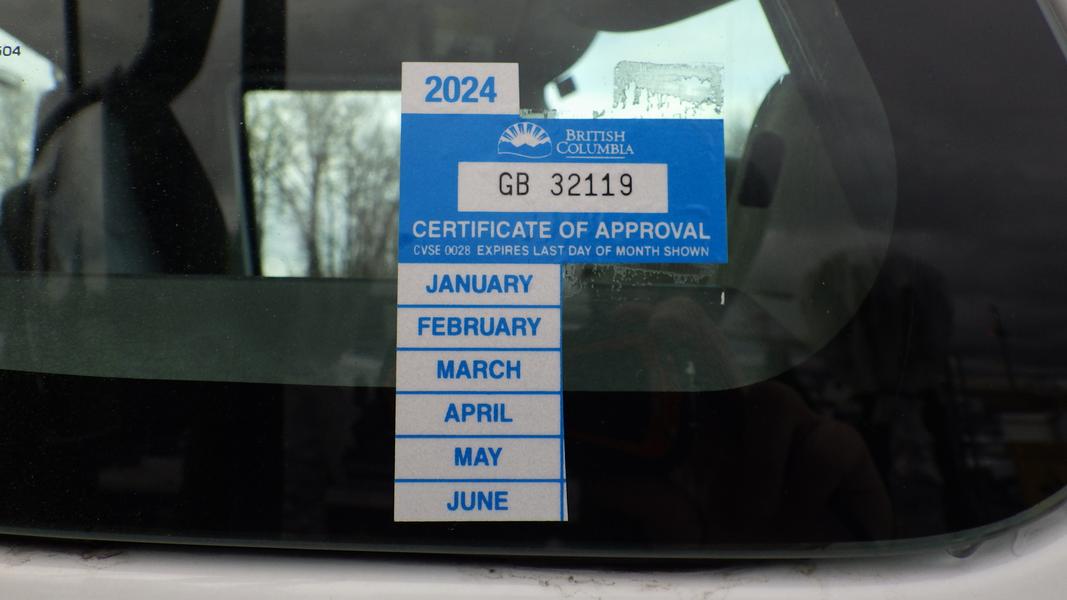 504
2024
BRITISH
COLUMBIA
GB 32119
CERTIFICATE OF APPROVAL
CVSE 0028 EXPIRES LAST DAY OF MONTH SHOWN
JANUARY
FEBRUARY
MARCH
APRIL
MAY
JUNE